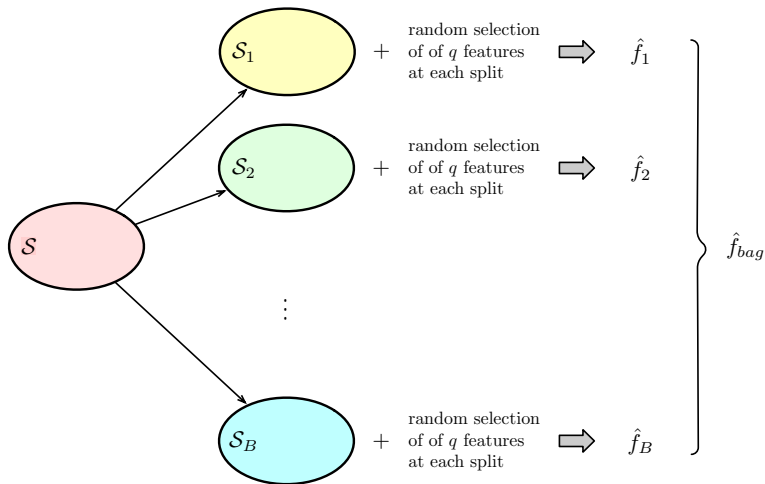 𝒮₁ + random selection
of of q features
at each split
f̂₁
𝒮₂ + random selection
of of q features
at each split
f̂₂
𝒮
f̂_{bag}
⋮
𝒮_B + random selection
of of q features
at each split
f̂_B